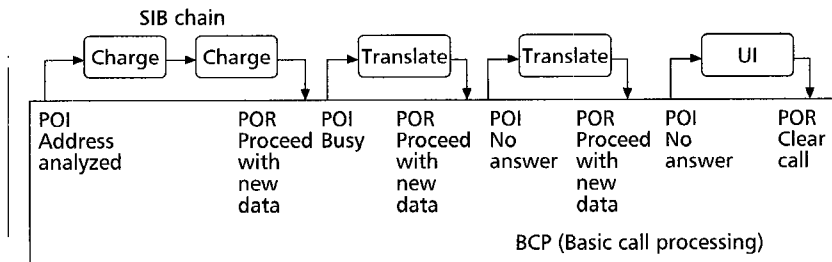 SIB chain
Charge Charge Translate Translate UI
POI POR POI POR POI POR POI POR
Address Proceed Busy Proceed No Proceed No Clear
analyzed with with answer with answer call
new new new
data data data
BCP (Basic call processing)